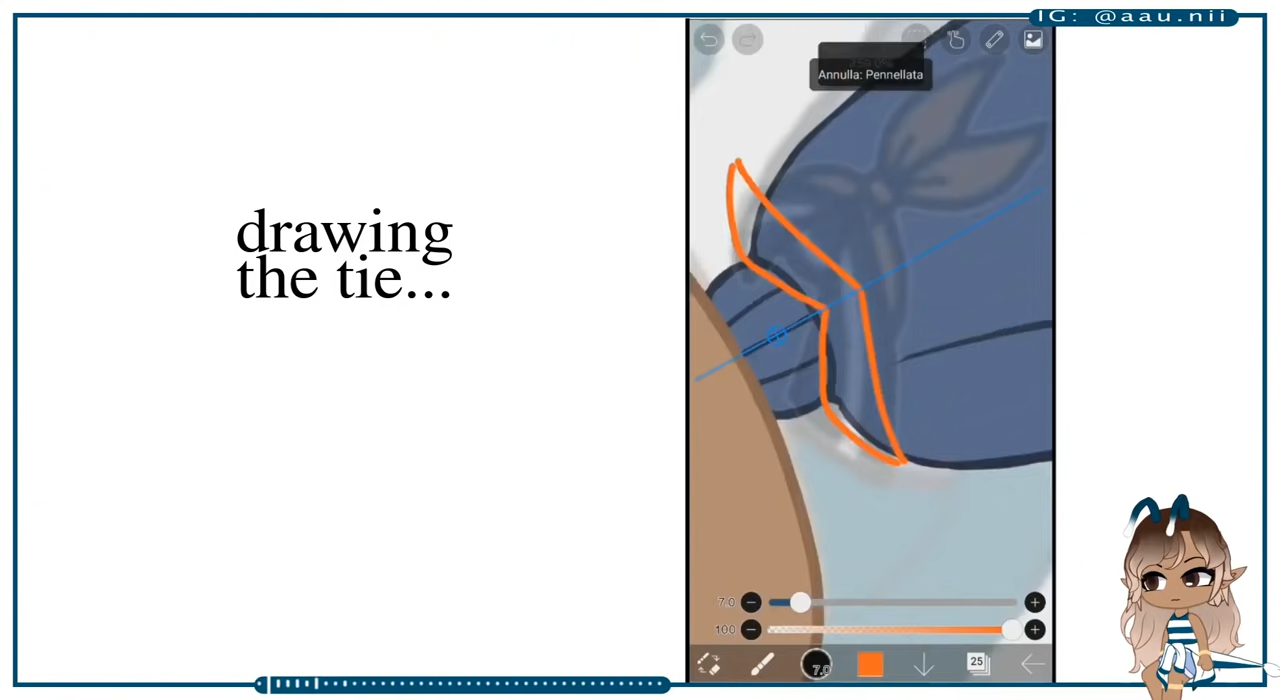 IG: @aau.nii
Annulla: Pennellata
drawing
the tie...
7.0
100
7.0
25